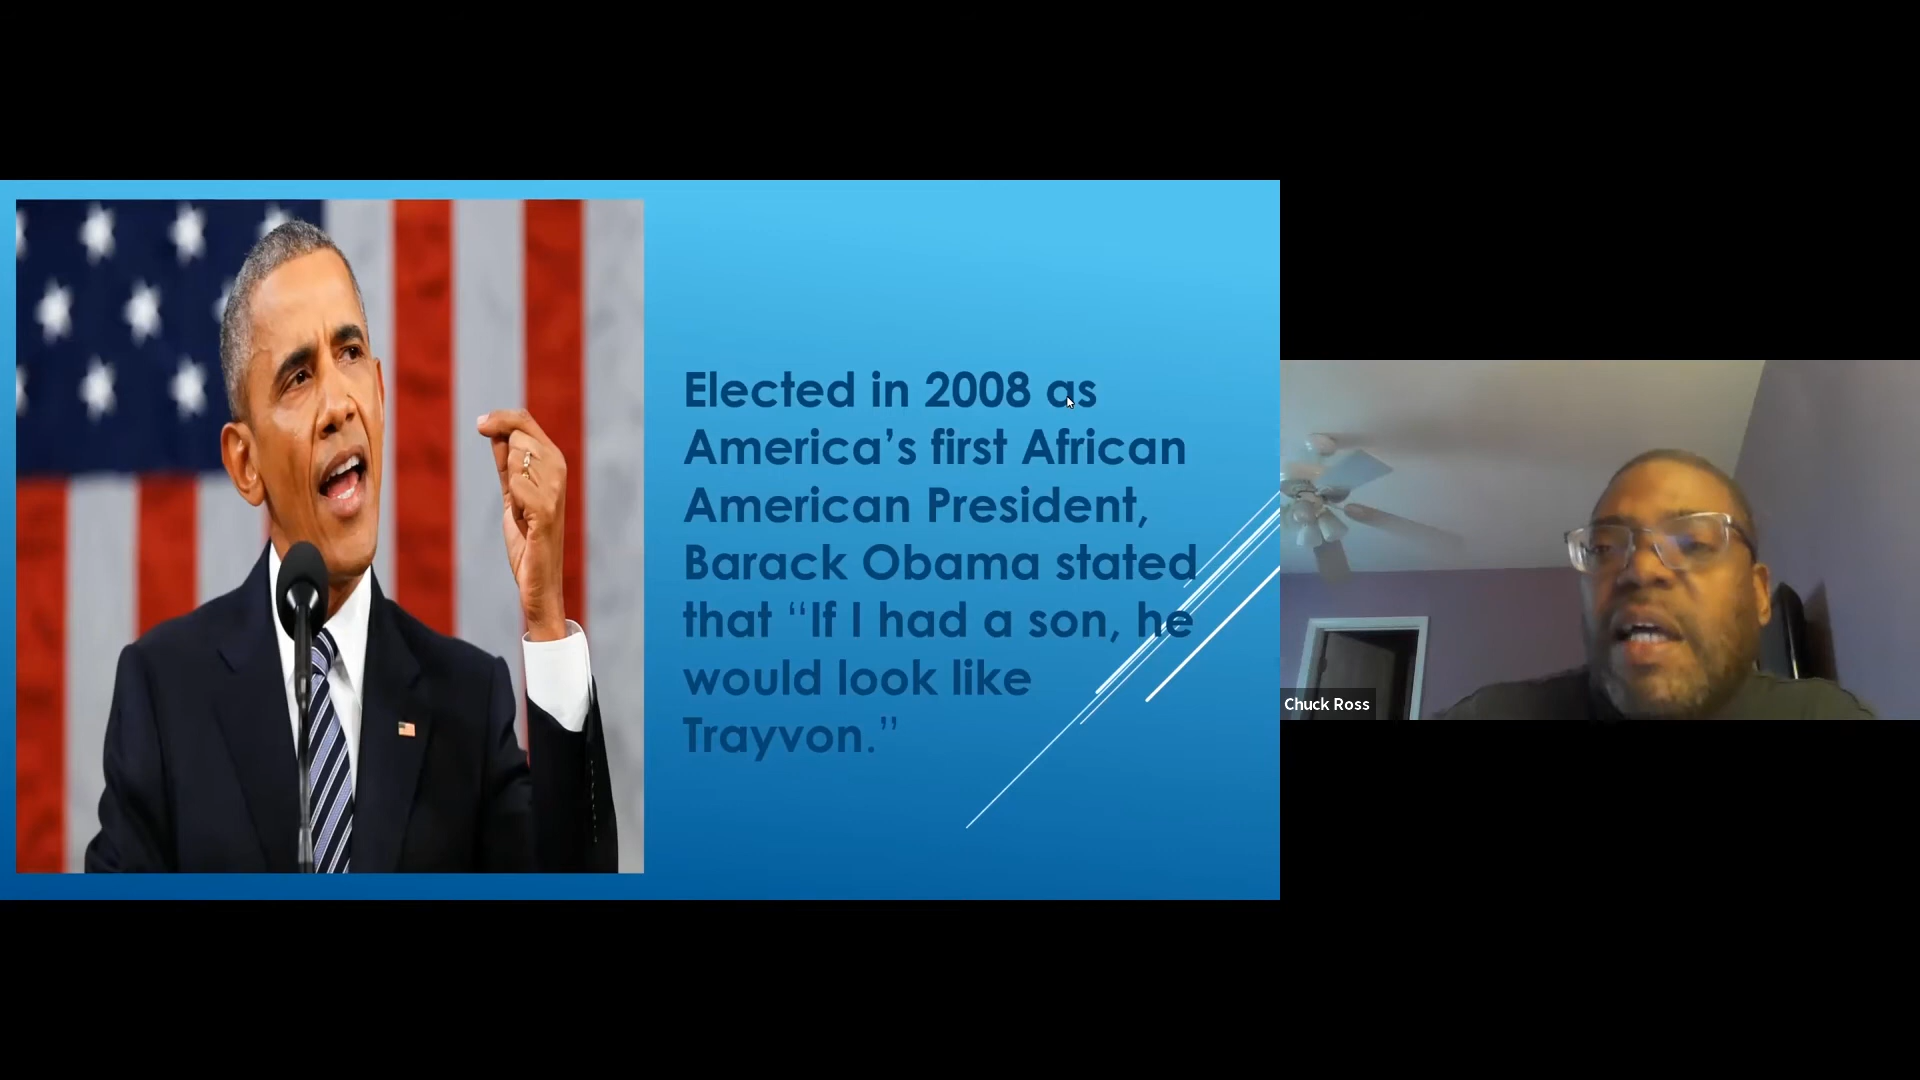 Elected in 2008 as
America’s first African
American President,
Barack Obama stated
that “If I had a son, he
would look like
Trayvon.”
Chuck Ross